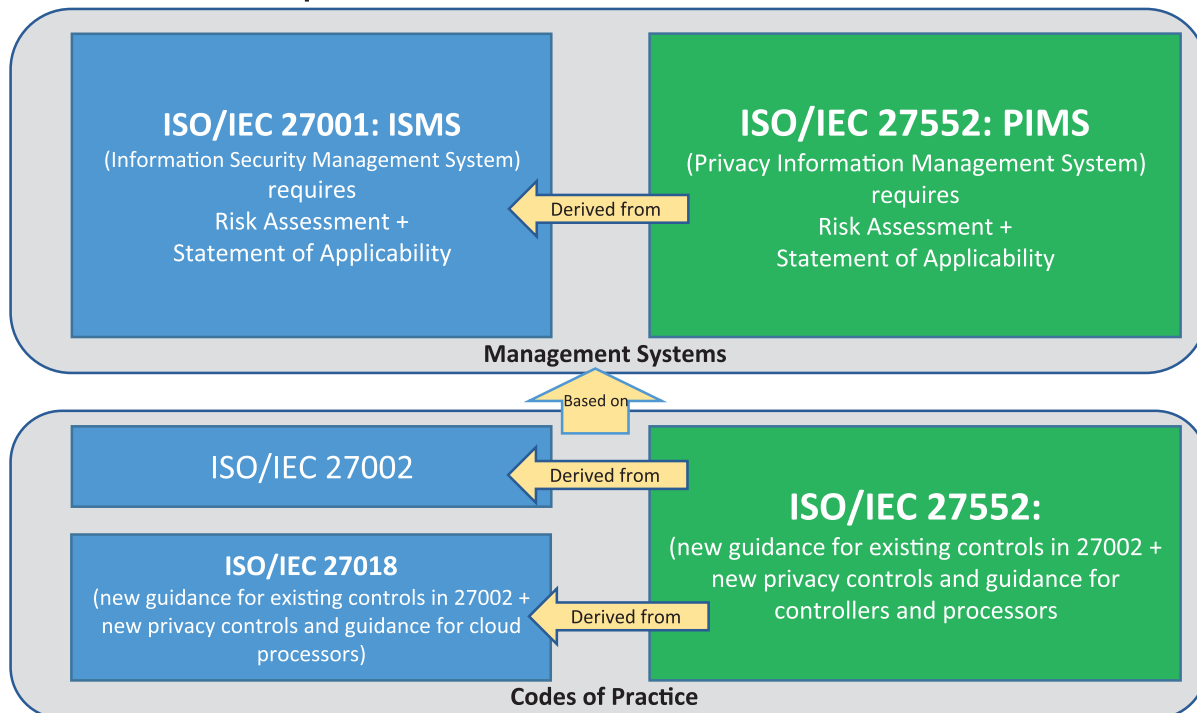 ISO/IEC 27001: ISMS
(Information Security Management System)
requires
Risk Assessment +
Statement of Applicability
Derived from
ISO/IEC 27552: PIMS
(Privacy Information Management System)
requires
Risk Assessment +
Statement of Applicability
Management Systems
Based on
ISO/IEC 27002
Derived from
ISO/IEC 27018
(new guidance for existing controls in 27002 +
new privacy controls and guidance for cloud
processors)
Derived from
ISO/IEC 27552:
(new guidance for existing controls in 27002 +
new privacy controls and guidance for
controllers and processors
Codes of Practice